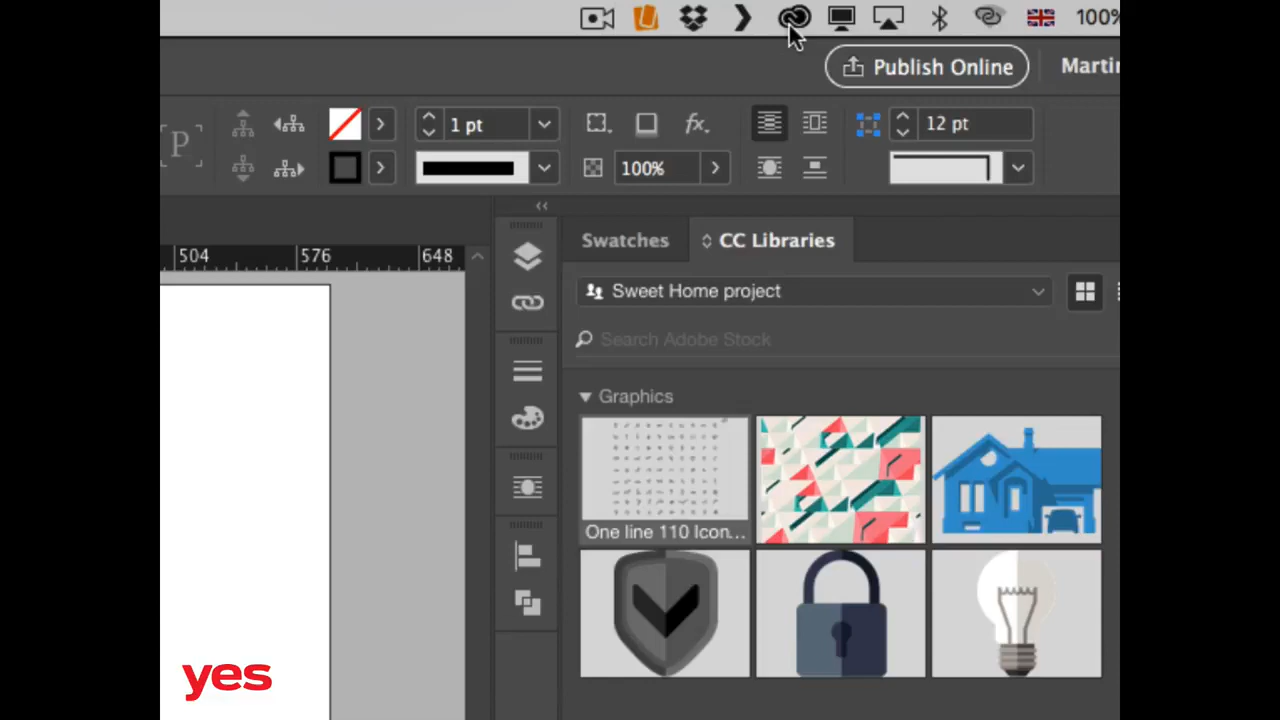 100%
Publish Online
Martin
P
1 pt
fx.
12 pt
100%
Swatches
CC Libraries
504
576
648
Sweet Home project
Search Adobe Stock
Graphics
One line 110 Icon...
yes